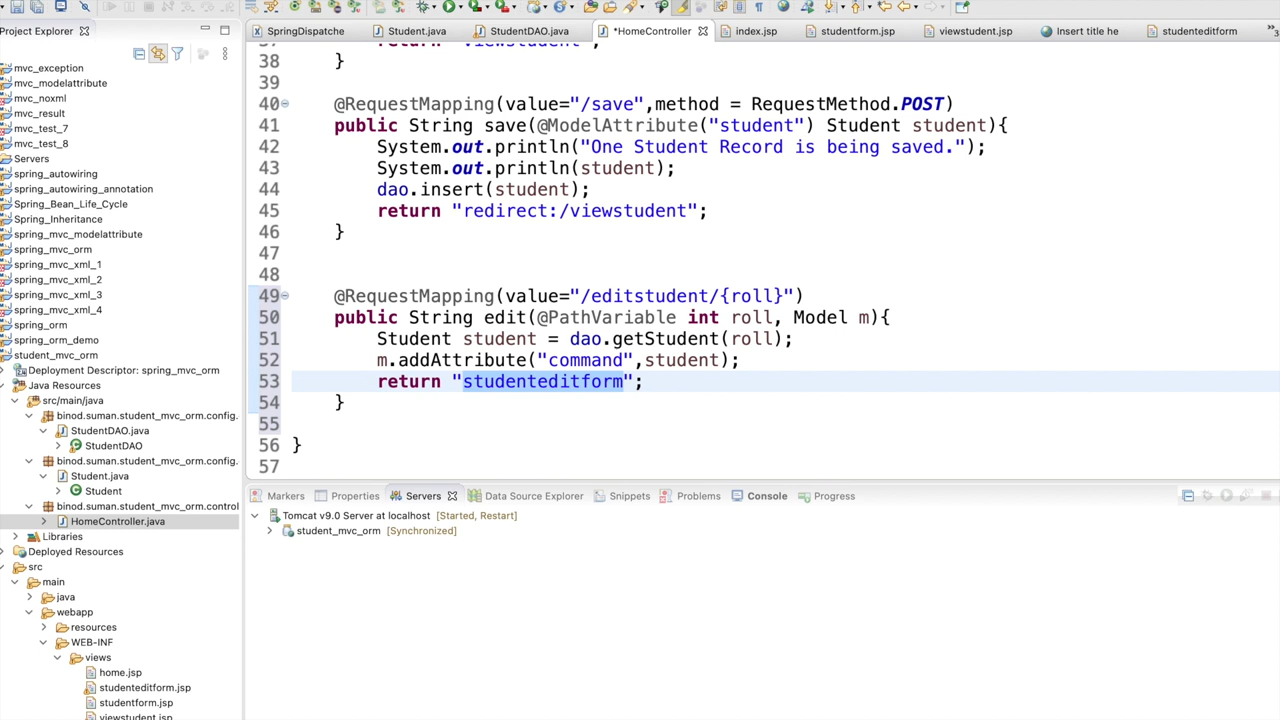 Project Explorer
SpringDispatche
Student.java
StudentDAO.java
*HomeController
index.jsp
studentform.jsp
viewstudent.jsp
Insert title he
studenteditform
mvc_exception
mvc_modelattribute
mvc_noxml
mvc_result
mvc_test_7
mvc_test_8
Servers
spring_autowiring
spring_autowiring_annotation
Spring_Bean_Life_Cycle
Spring_Inheritance
spring_mvc_modelattribute
spring_mvc_orm
spring_mvc_xml_1
spring_mvc_xml_2
spring_mvc_xml_3
spring_mvc_xml_4
spring_orm
spring_orm_demo
student_mvc_orm
Deployment Descriptor: spring_mvc_orm
Java Resources
src/main/java
binod.suman.student_mvc_orm.config.
StudentDAO.java
StudentDAO
binod.suman.student_mvc_orm.config.
Student.java
Student
binod.suman.student_mvc_orm.control
HomeController.java
Libraries
Deployed Resources
src
main
java
webapp
resources
WEB-INF
views
home.jsp
studenteditform.jsp
studentform.jsp
viewstudent.jsp
37 return "viewstudent";
38 }
39
40 @RequestMapping(value="/save",method = RequestMethod.POST)
41 public String save(@ModelAttribute("student") Student student){
42 System.out.println("One Student Record is being saved.");
43 System.out.println(student);
44 dao.insert(student);
45 return "redirect:/viewstudent";
46 }
47
48
49 @RequestMapping(value="/editstudent/{roll}")
50 public String edit(@PathVariable int roll, Model m){
51 Student student = dao.getStudent(roll);
52 m.addAttribute("command",student);
53 return "studenteditform";
54 }
55
56 }
57
Markers
Properties
Servers
Data Source Explorer
Snippets
Problems
Console
Progress
Tomcat v9.0 Server at localhost [Started, Restart]
student_mvc_orm [Synchronized]